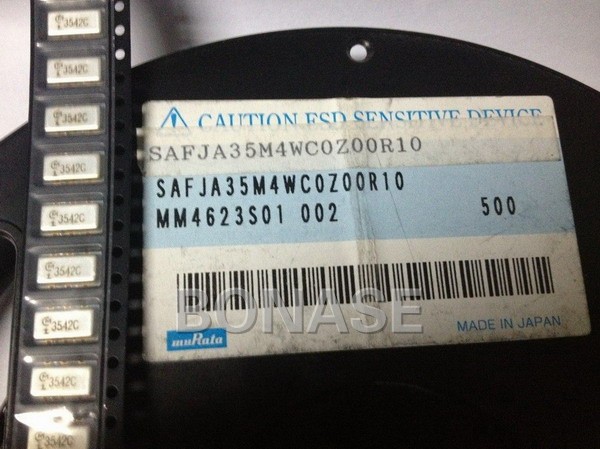 ⚠ CAUTION ESD SENSITIVE DEVICE
SAFJA35M4WC0Z00R10
SAFJA35M4WC0Z00R10
MM4623S01 002 500
BONASE
muRata
MADE IN JAPAN
3542C
3542C
3542C
3542C
3542C
3542C
3542C
3542C
3542C